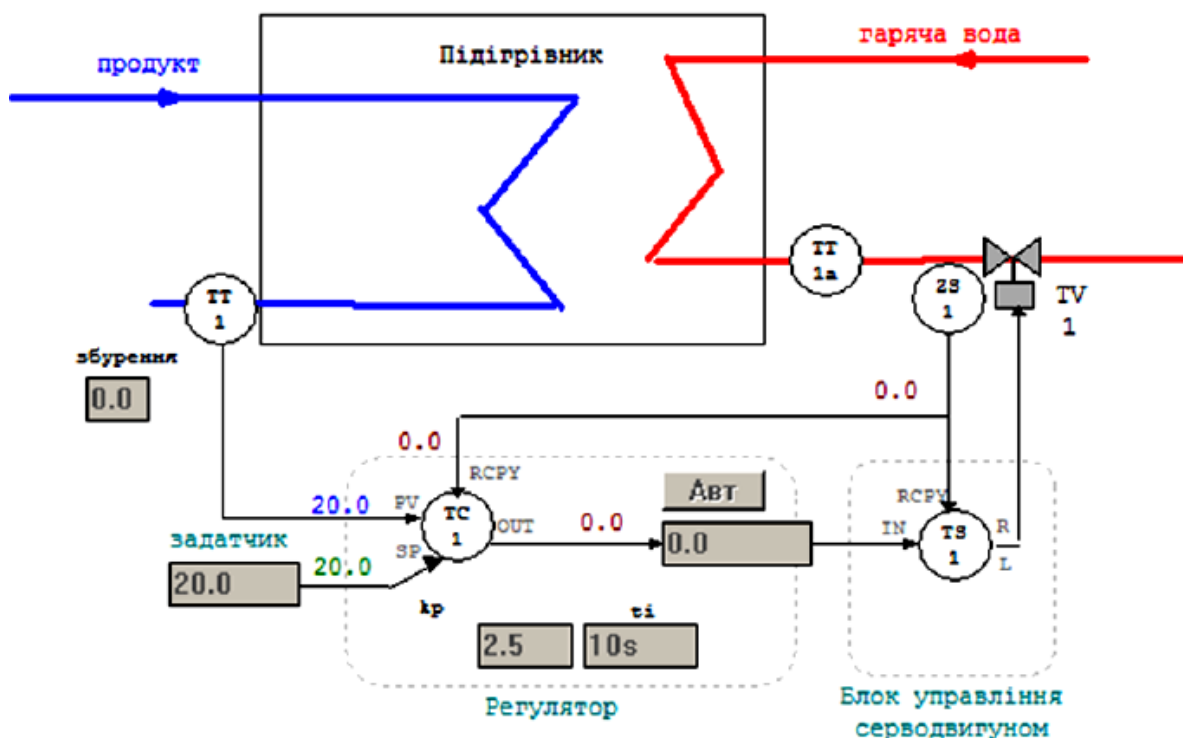 гаряча вода
Підігрівник
продукт
TT
1a
TT
1
ZS
1
TV
1
збурення
0.0
0.0
0.0
RCPY
Авт
RCPY
PV
20.0
TC
1
OUT
0.0
0.0
IN
TS
1
R
L
задатчик
SP
20.0
20.0
kp
ti
2.5
10s
Регулятор
Блок управління
серводвигуном